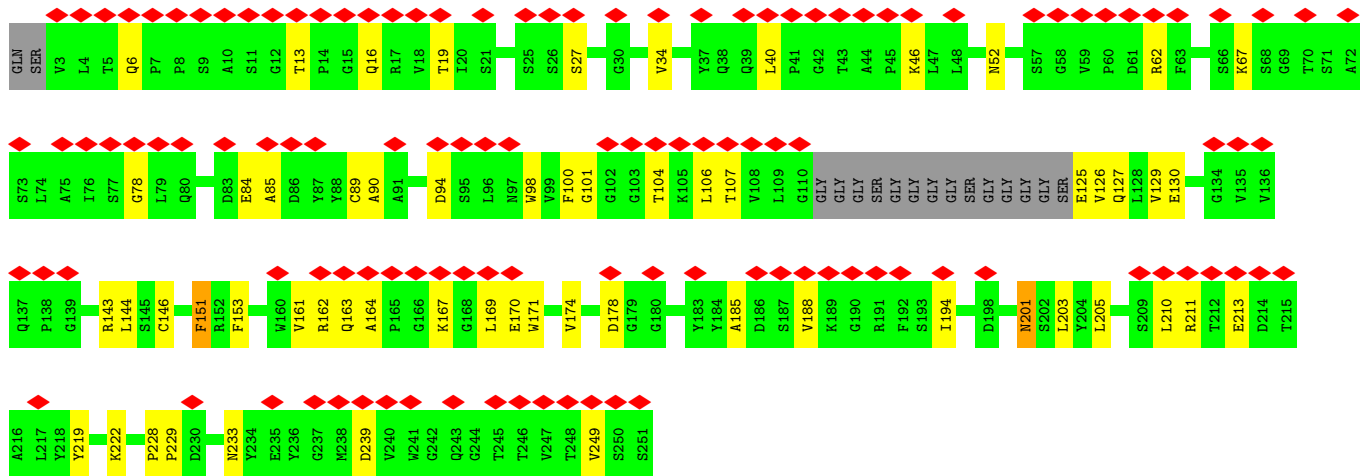 GLN SER V3 L4 T5 Q6 P7 P8 S9 A10 S11 G12 T13 P14 G15 Q16 R17 V18 T19 I20 S21 S25 S26 S27 G30 V34 Y37 Q38 Q39 L40 P41 G42 T43 A44 P45 K46 L47 L48 N52 S57 G58 V59 P60 D61 R62 F63 S66 K67 S68 G69 T70 S71 A72
S73 L74 A75 I76 S77 G78 L79 Q80 D83 E84 A85 D86 Y87 Y88 C89 A90 A91 D94 S95 L96 N97 W98 V99 F100 G101 G102 G103 T104 K105 L106 T107 V108 L109 G110 GLY GLY GLY SER GLY GLY GLY GLY SER GLY GLY GLY GLY SER E125 V126 Q127 L128 V129 E130 G134 V135 V136
Q137 P138 G139 R143 L144 S145 C146 F151 R152 F153 W160 V161 R162 Q163 A164 P165 G166 K167 G168 L169 E170 W171 V174 D178 G179 G180 Y183 Y184 A185 D186 S187 V188 K189 G190 R191 F192 S193 I194 D198 N201 S202 L203 Y204 L205 S209 L210 R211 T212 E213 D214 T215
A216 L217 Y218 Y219 K222 P228 P229 D230 N233 Y234 E235 Y236 G237 M238 D239 V240 W241 G242 Q243 G244 T245 T246 V247 T248 V249 S250 S251